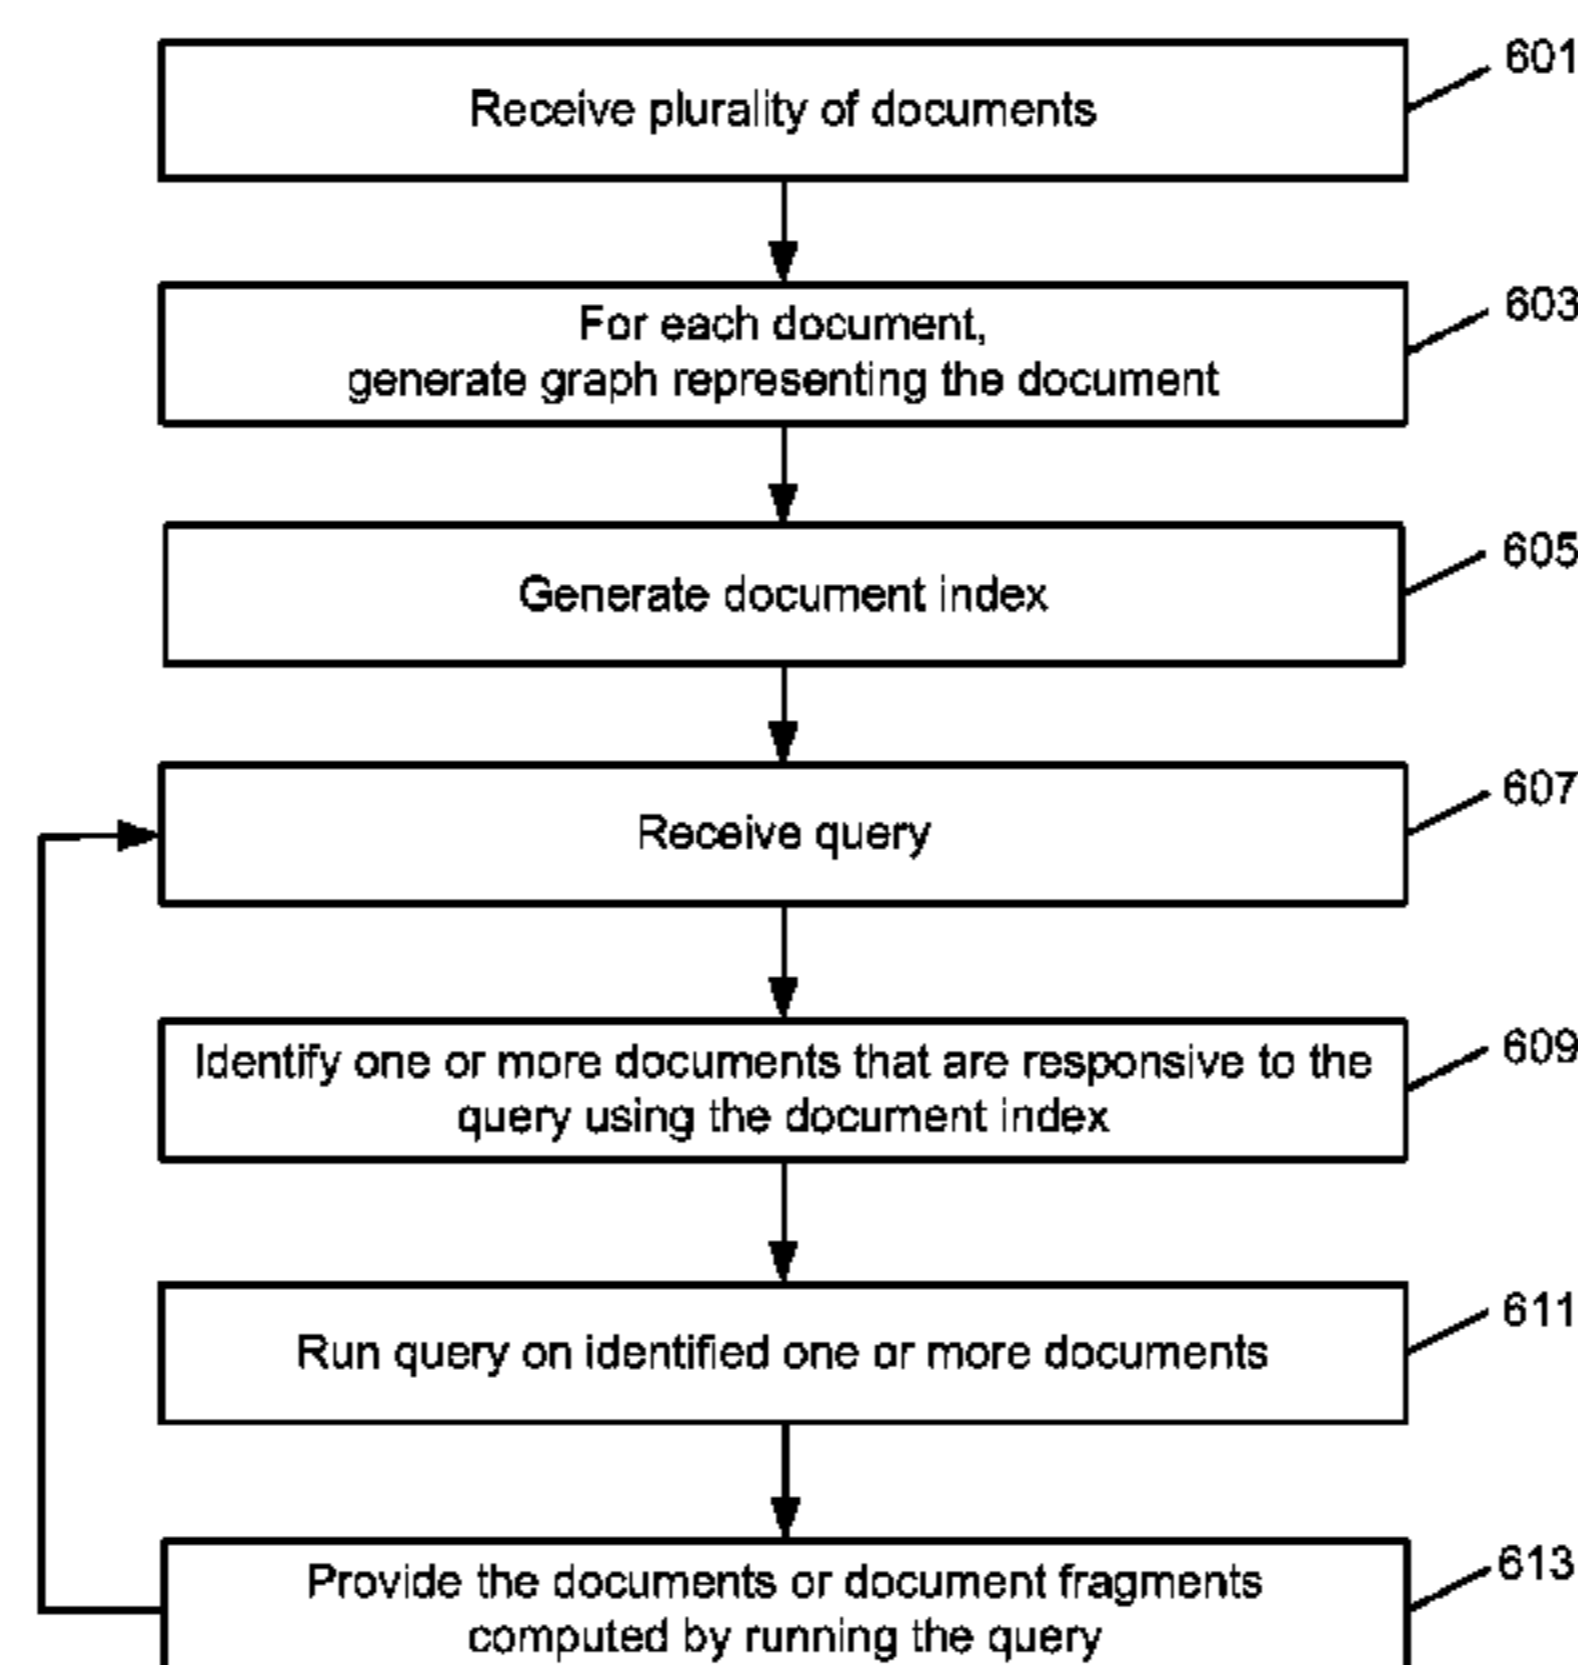 Receive plurality of documents
601
For each document,
generate graph representing the document
603
Generate document index
605
Receive query
607
Identify one or more documents that are responsive to the
query using the document index
609
Run query on identified one or more documents
611
Provide the documents or document fragments
computed by running the query
613